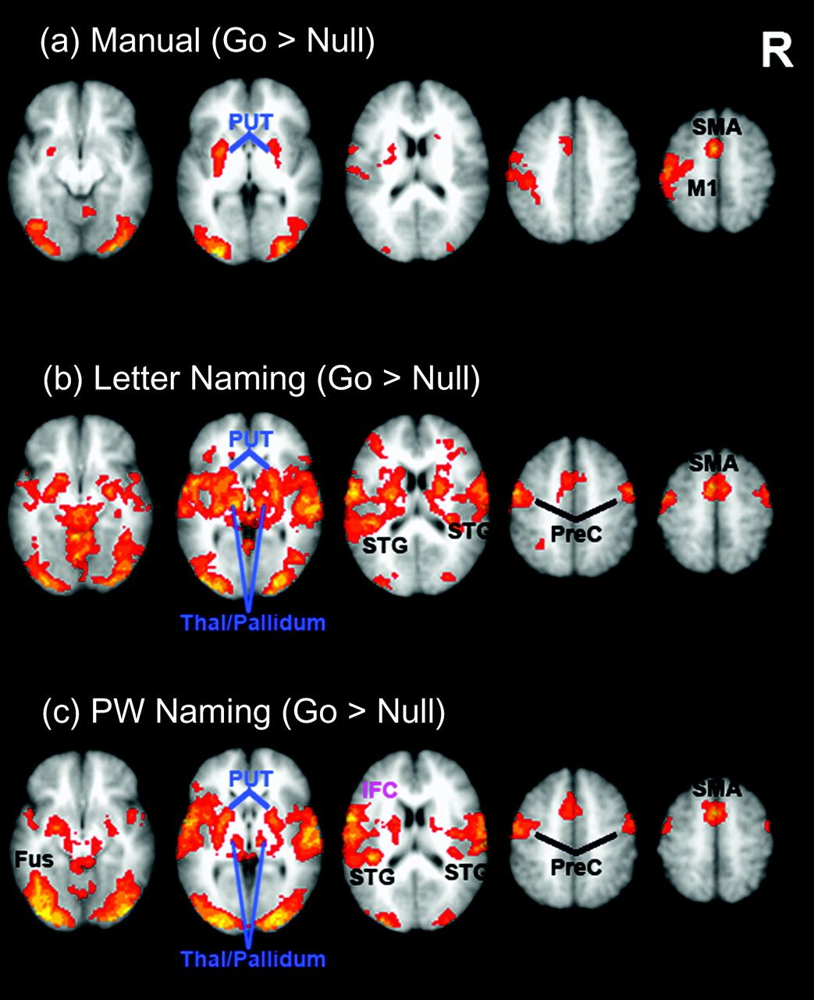 (a) Manual (Go > Null)
R
PUT
SMA
M1
(b) Letter Naming (Go > Null)
PUT
SMA
STG
STG
PreC
Thal/Pallidum
(c) PW Naming (Go > Null)
PUT
IFC
SMA
Fus
STG
STG
PreC
Thal/Pallidum